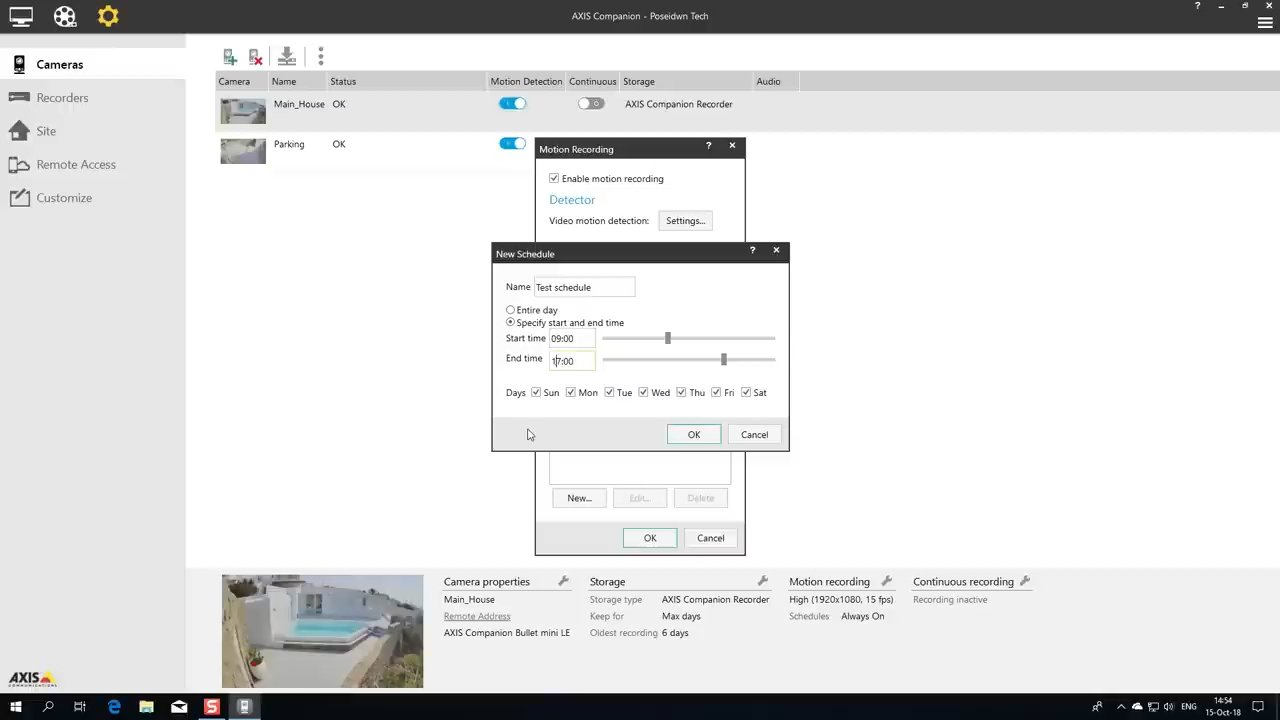 AXIS Companion - Poseidwn Tech
?
Cameras
Recorders
Site
Remote Access
Customize
Camera Name Status Motion Detection Continuous Storage Audio
Main_House OK AXIS Companion Recorder
Parking OK
Motion Recording ?
Enable motion recording
Detector
Video motion detection: Settings...
New Schedule ?
Name Test schedule
Entire day
Specify start and end time
Start time 09:00
End time 17:00
Days Sun Mon Tue Wed Thu Fri Sat
OK Cancel
New... Edit... Delete
OK Cancel
Camera properties
Main_House
Remote Address
AXIS Companion Bullet mini LE
Storage
Storage type AXIS Companion Recorder
Keep for Max days
Oldest recording 6 days
Motion recording
High (1920x1080, 15 fps)
Schedules Always On
Continuous recording
Recording inactive
AXIS
COMMUNICATIONS
ENG
14:54
15-Oct-18